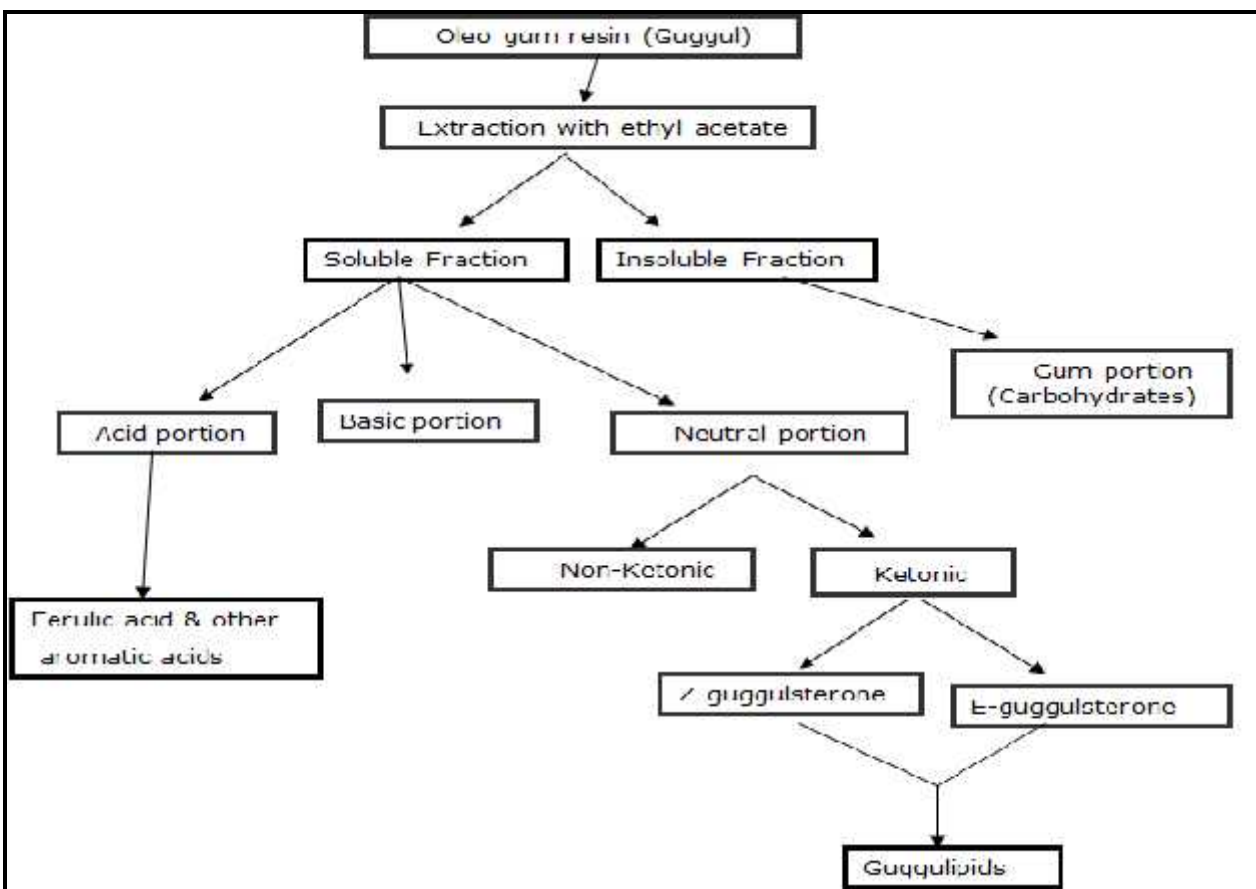 Oleo gum resin (Guggul)
Extraction with ethyl acetate
Soluble Fraction
Insoluble Fraction
Gum portion
(Carbohydrates)
Acid portion
Basic portion
Neutral portion
Non-Ketonic
Ketonic
Ferulic acid & other
aromatic acids
Z guggulsterone
E-guggulsterone
Guggulipids